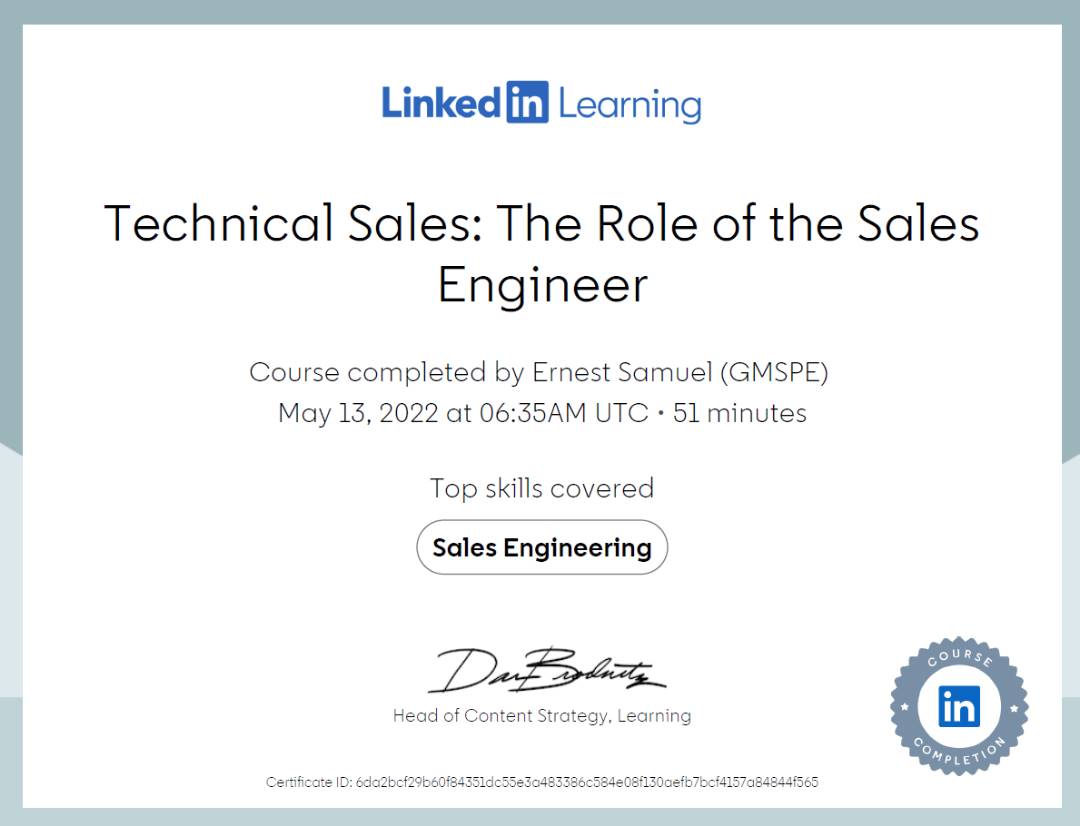 Linked in Learning
Technical Sales: The Role of the Sales
Engineer
Course completed by Ernest Samuel (GMSPE)
May 13, 2022 at 06:35AM UTC • 51 minutes
Top skills covered
Sales Engineering
Dan Brodnitz
Head of Content Strategy, Learning
COURSE
in
COMPLETION
Certificate ID: 6da2bcf29b60f84351dc55e3a483386c584e08f130aefb7bcf4157a84844f565